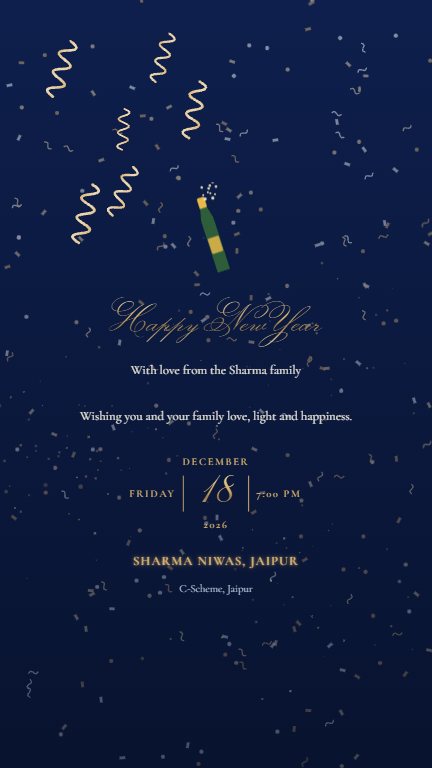 Happy New Year
With love from the Sharma family
Wishing you and your family love, light and happiness.
DECEMBER
FRIDAY 18 7:00 PM
2026
SHARMA NIWAS, JAIPUR
C-Scheme, Jaipur